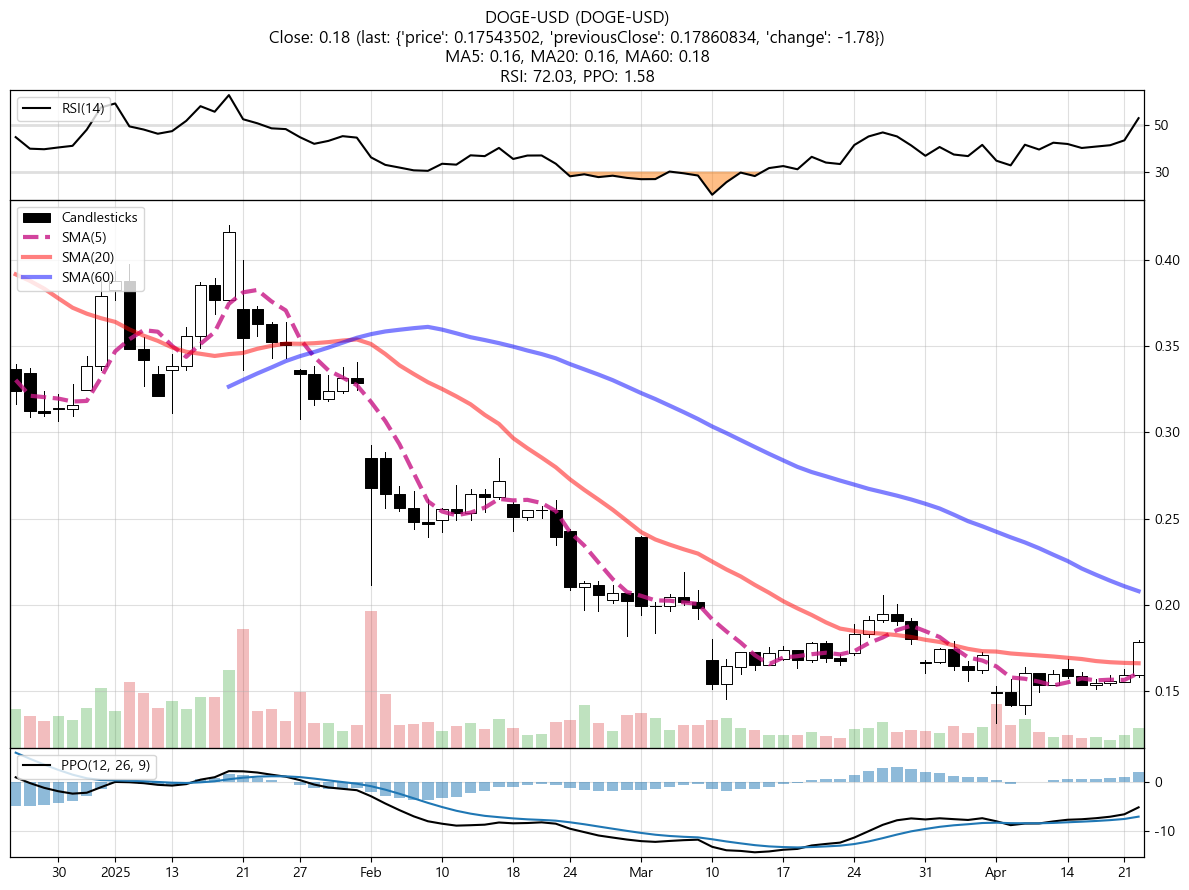 DOGE-USD (DOGE-USD)
Close: 0.18 (last: {'price': 0.17543502, 'previousClose': 0.17860834, 'change': -1.78})
MA5: 0.16, MA20: 0.16, MA60: 0.18
RSI: 72.03, PPO: 1.58
RSI(14)
50
30
Candlesticks
SMA(5)
SMA(20)
SMA(60)
0.40
0.35
0.30
0.25
0.20
0.15
PPO(12, 26, 9)
0
-10
30 2025 13 21 27 Feb 10 18 24 Mar 10 17 24 31 Apr 14 21